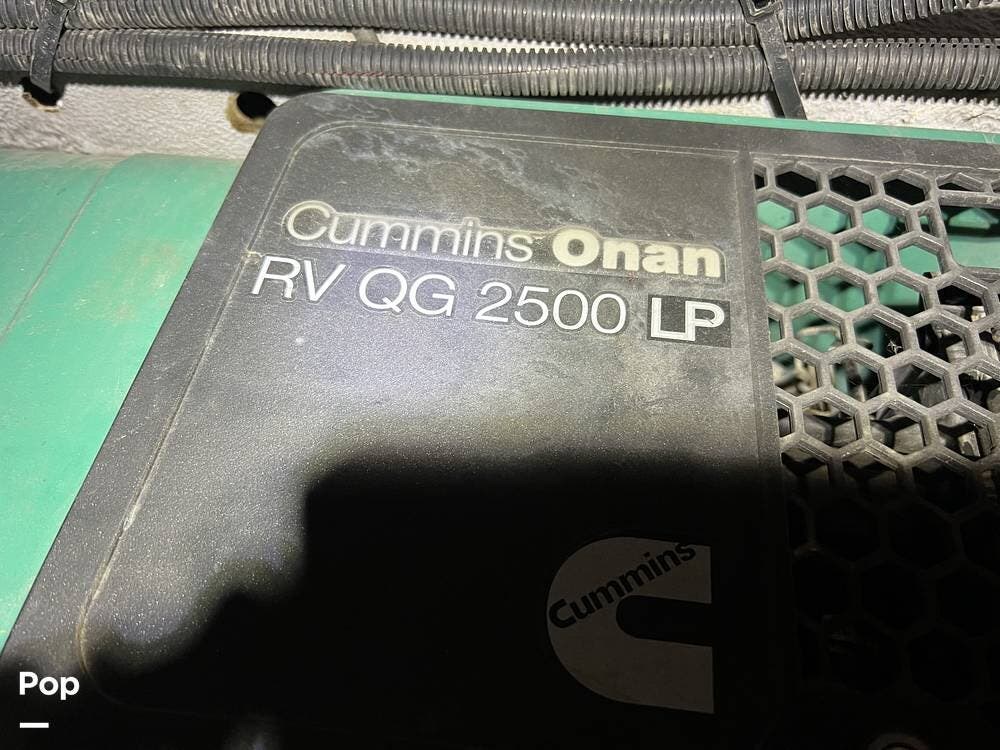 Cummins Onan
RV QG 2500 LP
Cummins
Pop